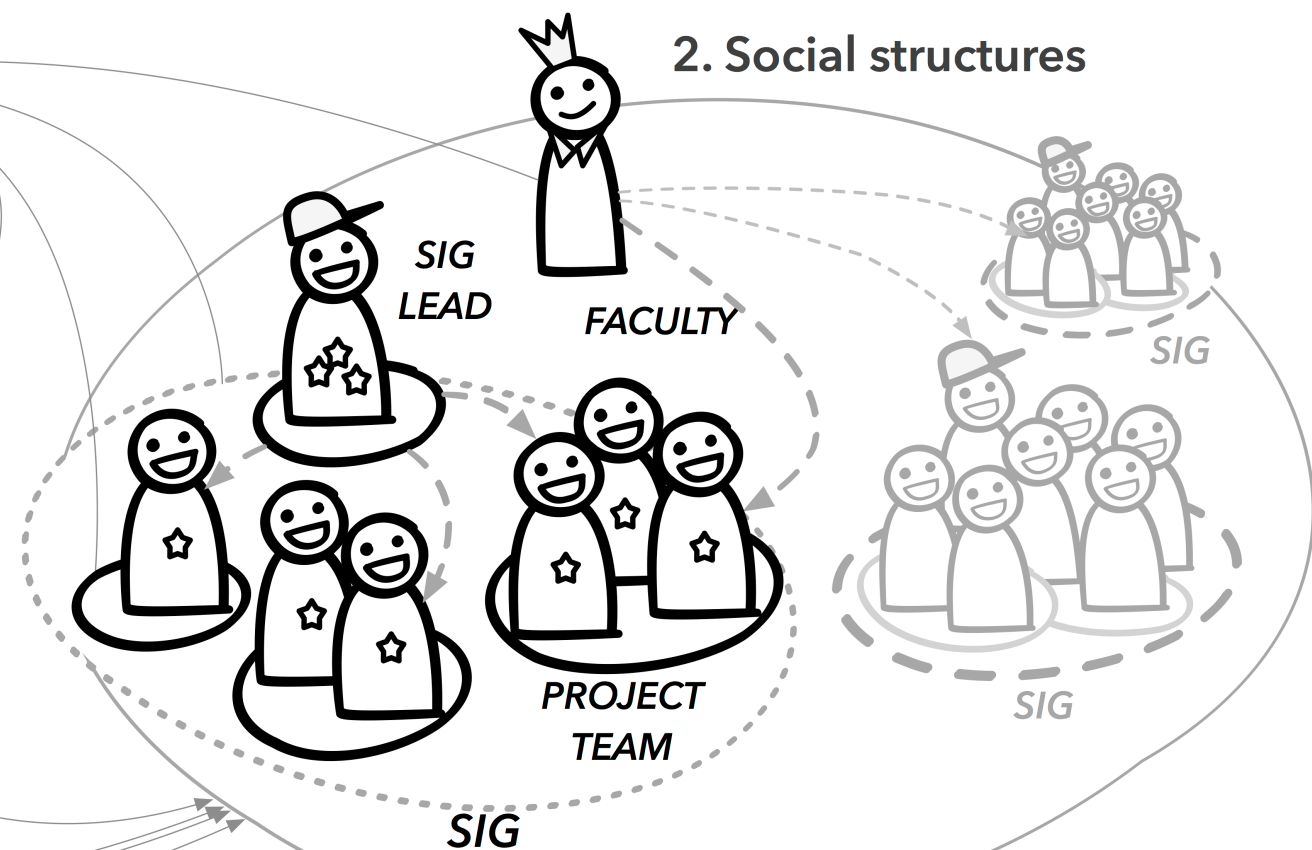 2. Social structures
SIG
LEAD
FACULTY
SIG
SIG
PROJECT
TEAM
SIG